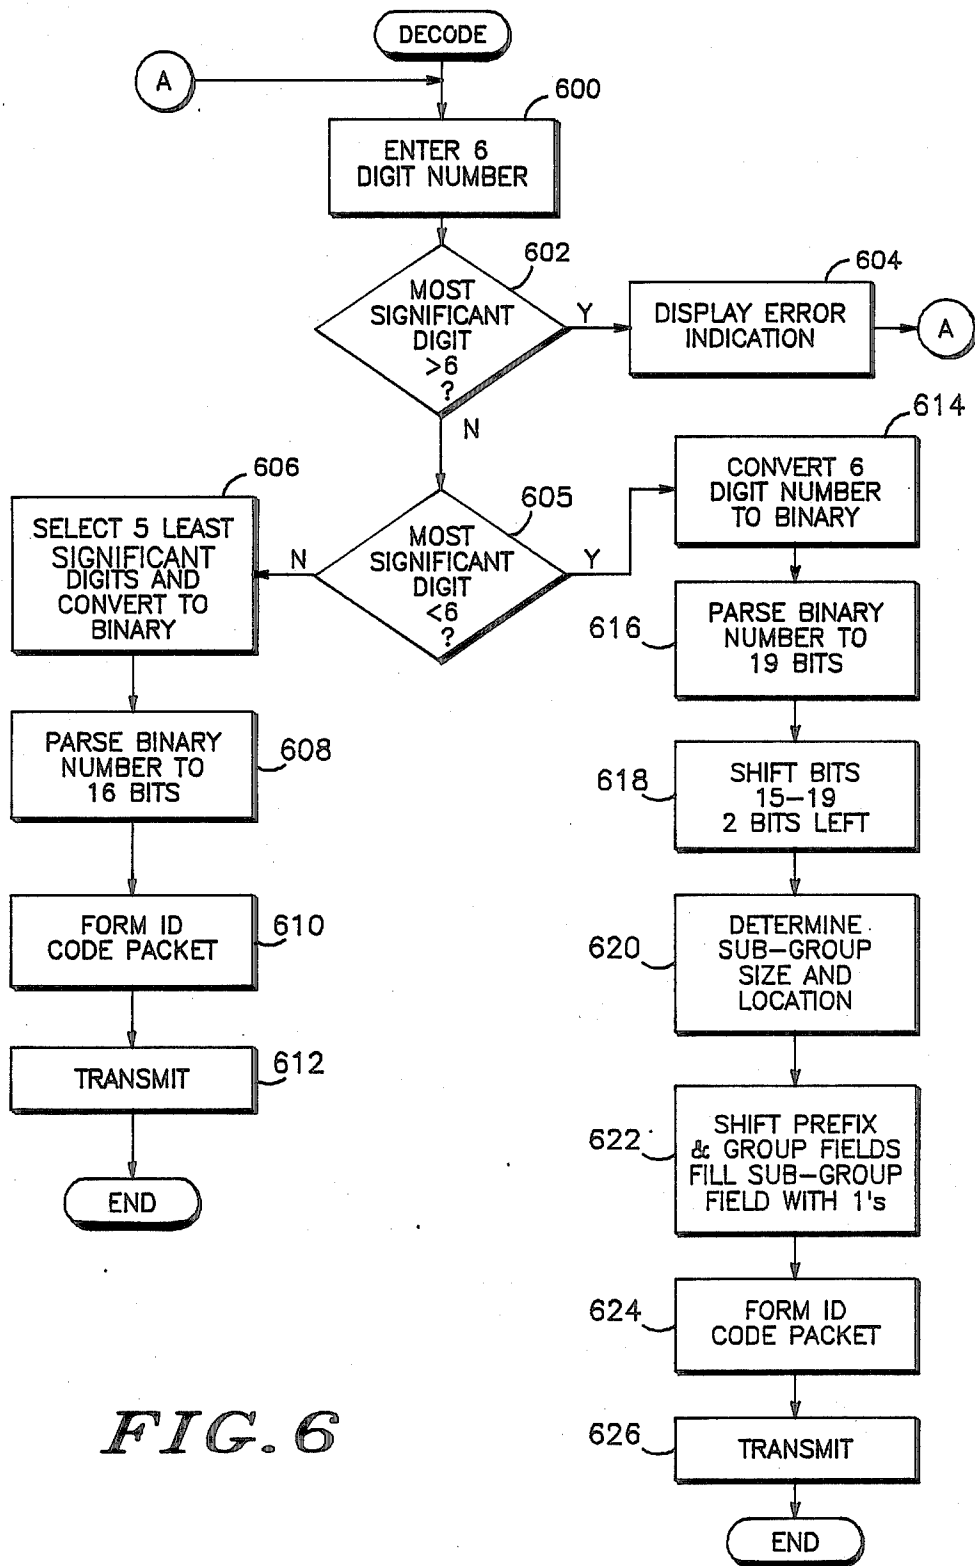 DECODE
A
600
ENTER 6
DIGIT NUMBER
602
MOST
SIGNIFICANT
DIGIT
>6
?
Y
N
604
DISPLAY ERROR
INDICATION
A
605
MOST
SIGNIFICANT
DIGIT
<6
?
N
Y
606
SELECT 5 LEAST
SIGNIFICANT
DIGITS AND
CONVERT TO
BINARY
608
PARSE BINARY
NUMBER TO
16 BITS
610
FORM ID
CODE PACKET
612
TRANSMIT
END
614
CONVERT 6
DIGIT NUMBER
TO BINARY
616
PARSE BINARY
NUMBER TO
19 BITS
618
SHIFT BITS
15-19
2 BITS LEFT
620
DETERMINE
SUB-GROUP
SIZE AND
LOCATION
622
SHIFT PREFIX
& GROUP FIELDS
FILL SUB-GROUP
FIELD WITH 1's
624
FORM ID
CODE PACKET
626
TRANSMIT
END
FIG.6